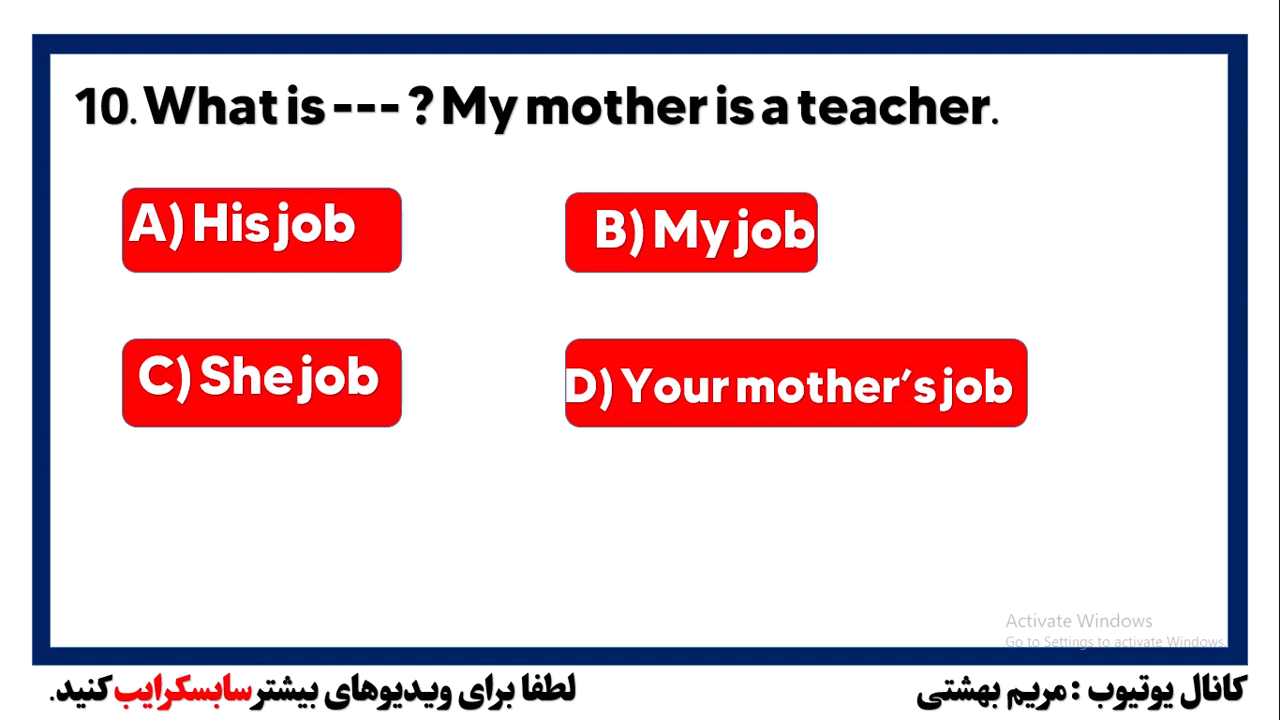 10. What is --- ? My mother is a teacher.
A) His job
B) My job
C) She job
D) Your mother’s job
Activate Windows
Go to Settings to activate Windows.
لطفا برای ویدیوهای بیشتر سابسکرایب کنید.
کانال یوتیوب : مریم بهشتی